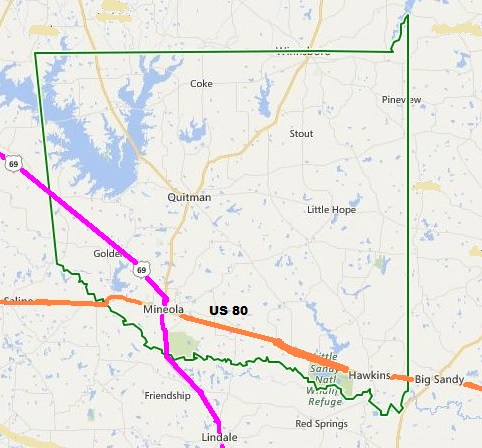 Winnsboro
Coke
Pineview
Stout
69
Quitman
Little Hope
Golden
69
Saline
US 80
Mineola
Little
Sandy
Natl
Wildlife
Refuge
Hawkins
Big Sandy
Friendship
Red Springs
Lindale